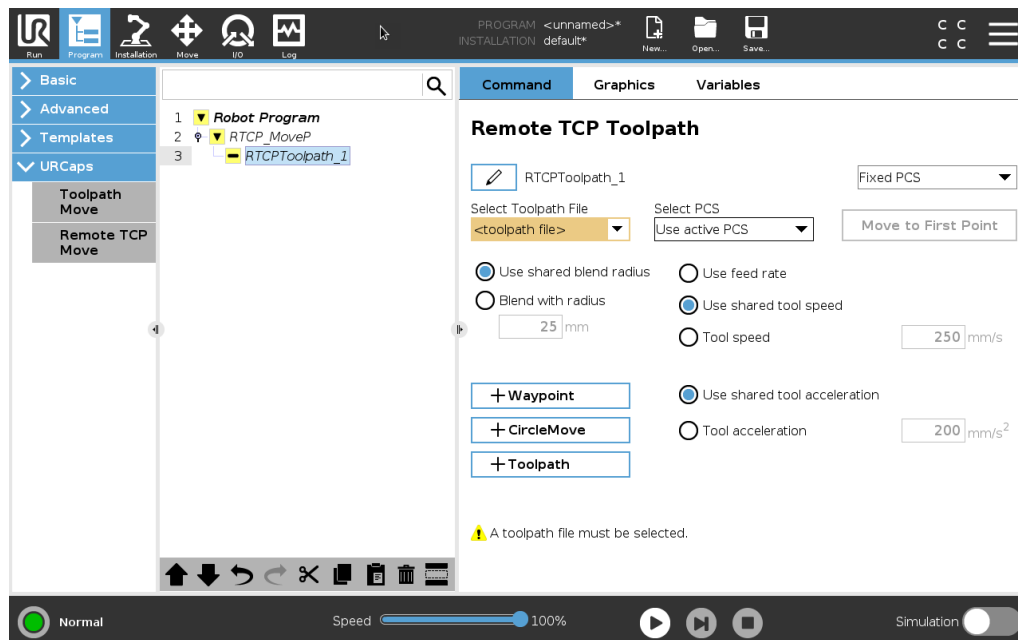 PROGRAM <unnamed>*
INSTALLATION default*
Run
Program
Installation
Move
I/O
Log
New...
Open...
Save...
C C
C C
Basic
Advanced
Templates
URCaps
Toolpath
Move
Remote TCP
Move
1 Robot Program
2 RTCP_MoveP
3 RTCPToolpath_1
Command Graphics Variables
Remote TCP Toolpath
RTCPToolpath_1
Fixed PCS
Select Toolpath File
Select PCS
<toolpath file>
Use active PCS
Move to First Point
Use shared blend radius
Use feed rate
Blend with radius
Use shared tool speed
25 mm
Tool speed
250 mm/s
+Waypoint
Use shared tool acceleration
+CircleMove
Tool acceleration
200 mm/s²
+Toolpath
A toolpath file must be selected.
Normal
Speed
100%
Simulation